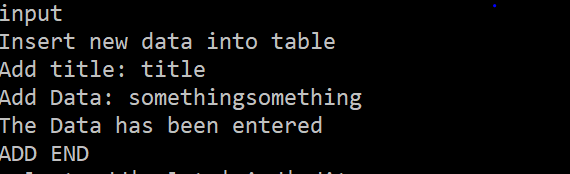 input
Insert new data into table
Add title: title
Add Data: somethingsomething
The Data has been entered
ADD END